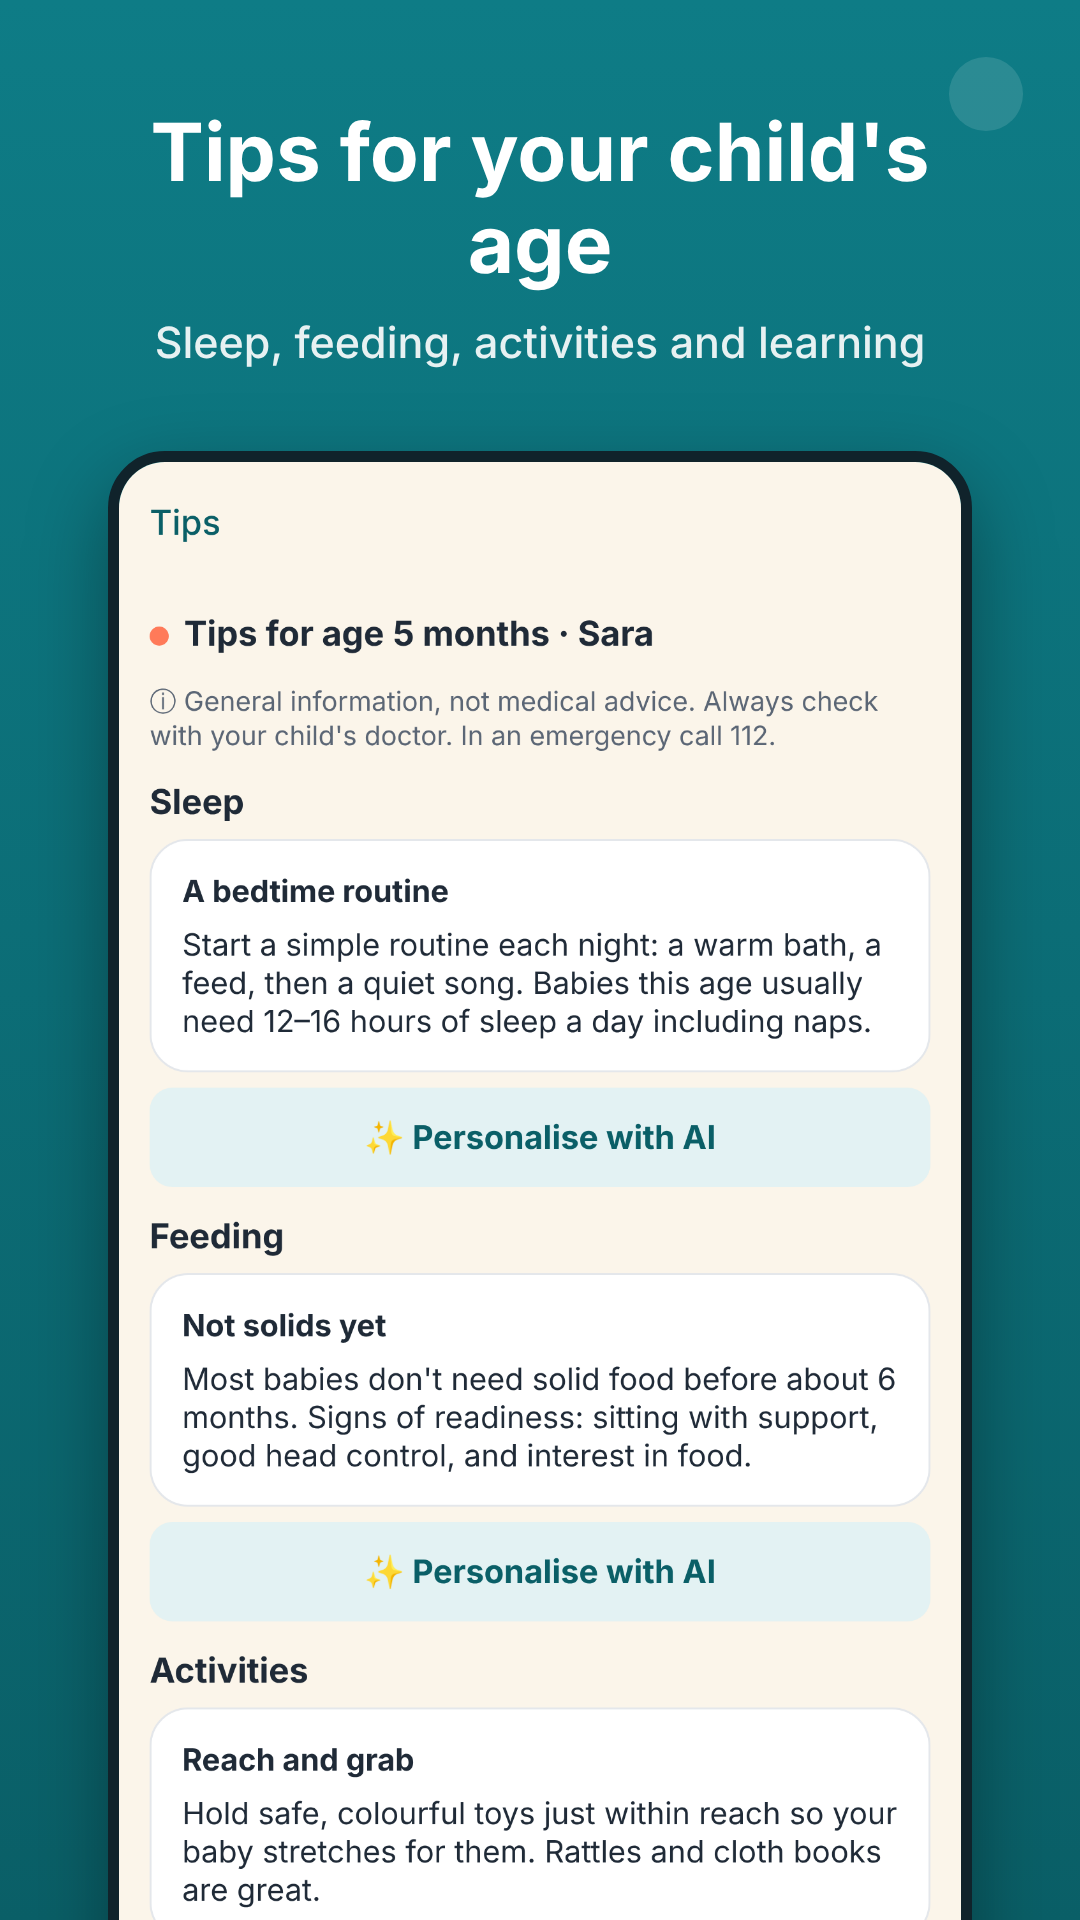 Tips for your child's
age
Sleep, feeding, activities and learning
Tips
Tips for age 5 months · Sara
ⓘ General information, not medical advice. Always check
with your child's doctor. In an emergency call 112.
Sleep
A bedtime routine
Start a simple routine each night: a warm bath, a
feed, then a quiet song. Babies this age usually
need 12–16 hours of sleep a day including naps.
✨ Personalise with AI
Feeding
Not solids yet
Most babies don't need solid food before about 6
months. Signs of readiness: sitting with support,
good head control, and interest in food.
✨ Personalise with AI
Activities
Reach and grab
Hold safe, colourful toys just within reach so your
baby stretches for them. Rattles and cloth books
are great.